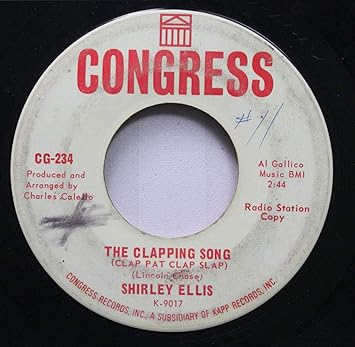 CONGRESS
#11
CG-234
Produced and
Arranged by
Charles Calello
Al Gallico
Music BMI
2:44
Radio Station
Copy
THE CLAPPING SONG
(CLAP PAT CLAP SLAP)
(Lincoln Chase)
SHIRLEY ELLIS
K-9017
CONGRESS RECORDS, INC., A SUBSIDIARY OF KAPP RECORDS, INC.